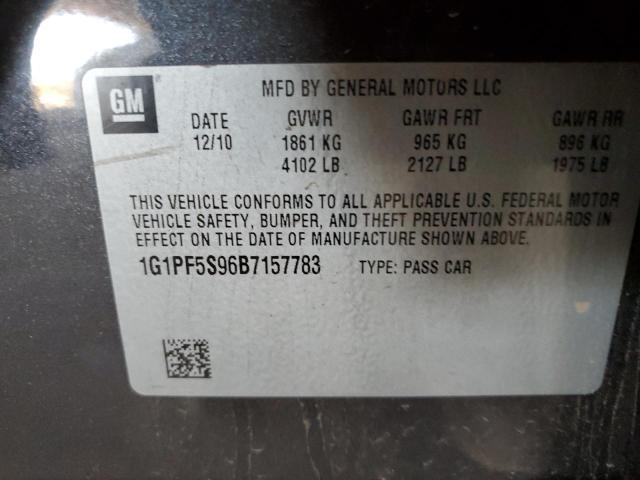 GM
MFD BY GENERAL MOTORS LLC
DATE GVWR GAWR FRT GAWR RR
12/10 1861 KG 965 KG 896 KG
4102 LB 2127 LB 1975 LB
THIS VEHICLE CONFORMS TO ALL APPLICABLE U.S. FEDERAL MOTOR
VEHICLE SAFETY, BUMPER, AND THEFT PREVENTION STANDARDS IN
EFFECT ON THE DATE OF MANUFACTURE SHOWN ABOVE.
1G1PF5S96B7157783 TYPE: PASS CAR